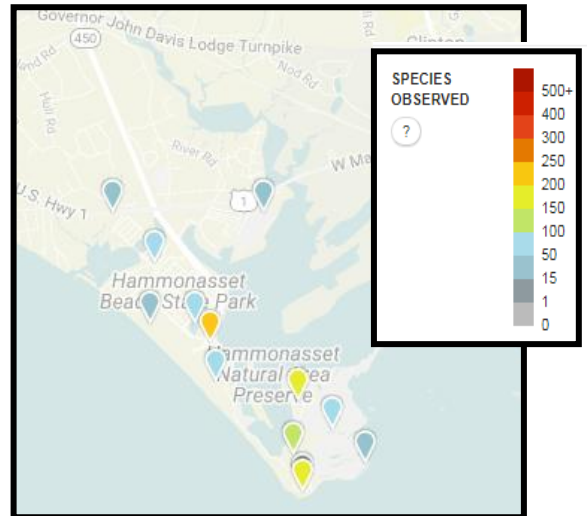 Governor John Davis Lodge Turnpike
450
Clinton
Nod Rd
Hull Rd
River Rd
W Ma
U.S. Hwy 1
1
Hammonasset
Beach State Park
Hammonasset
Natural Area
Preserve
SPECIES
OBSERVED
?
500+
400
300
250
200
150
100
50
15
1
0